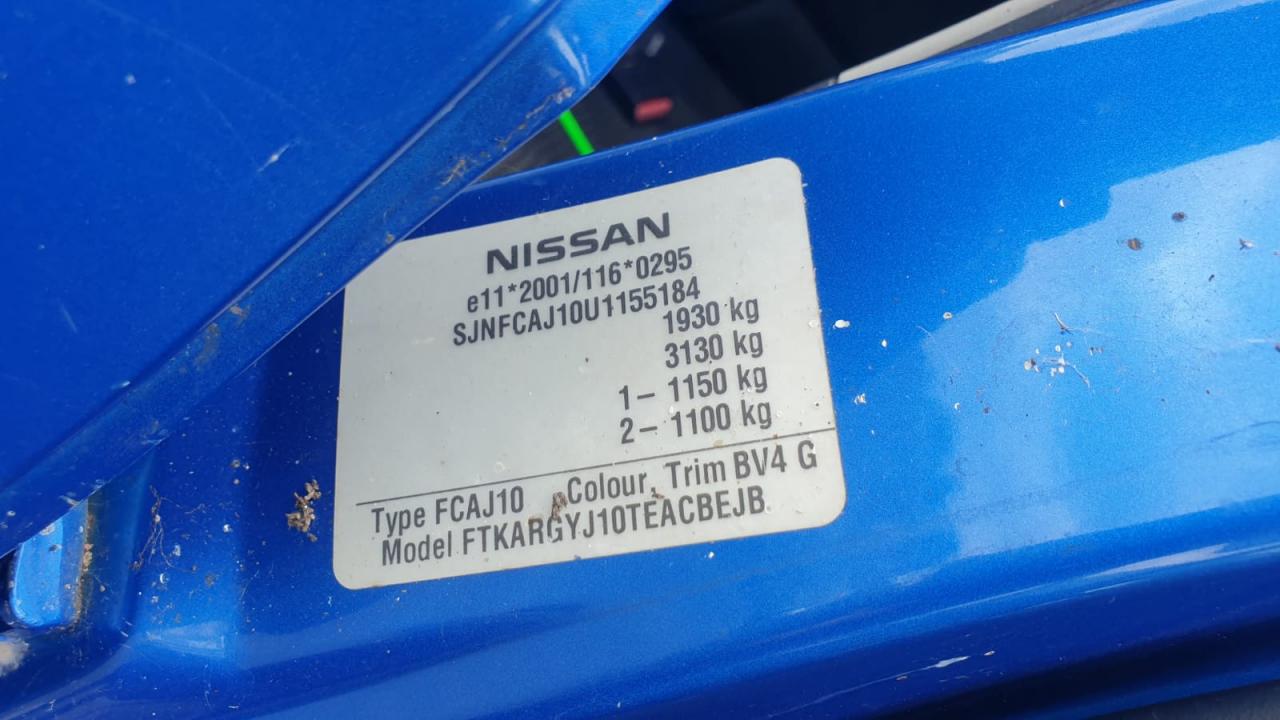 NISSAN
e11*2001/116*0295
SJNFCAJ10U1155184
1930 kg
3130 kg
1– 1150 kg
2– 1100 kg
Type FCAJ10 Colour, Trim BV4 G
Model FTKARGYJ10TEACBEJB